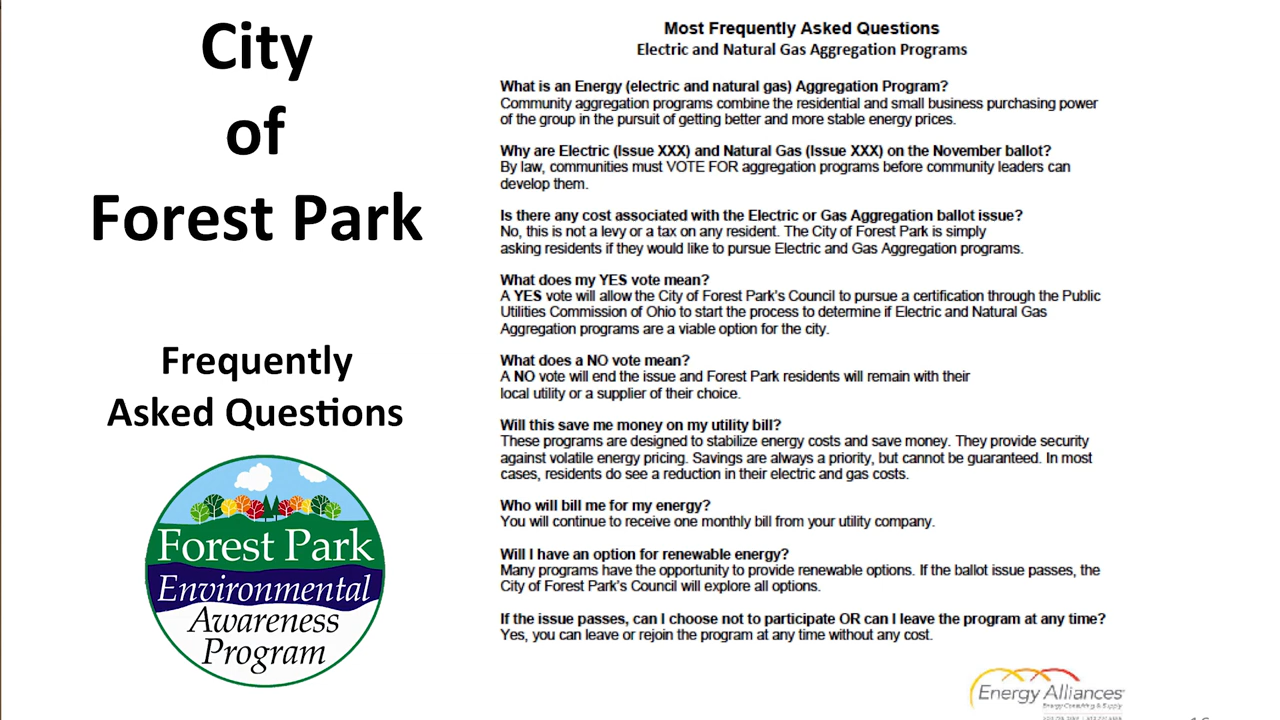 City
of
Forest Park
Frequently
Asked Questions
Forest Park
Environmental
Awareness
Program
Most Frequently Asked Questions
Electric and Natural Gas Aggregation Programs
What is an Energy (electric and natural gas) Aggregation Program?
Community aggregation programs combine the residential and small business purchasing power
of the group in the pursuit of getting better and more stable energy prices.
Why are Electric (Issue XXX) and Natural Gas (Issue XXX) on the November ballot?
By law, communities must VOTE FOR aggregation programs before community leaders can
develop them.
Is there any cost associated with the Electric or Gas Aggregation ballot issue?
No, this is not a levy or a tax on any resident. The City of Forest Park is simply
asking residents if they would like to pursue Electric and Gas Aggregation programs.
What does my YES vote mean?
A YES vote will allow the City of Forest Park's Council to pursue a certification through the Public
Utilities Commission of Ohio to start the process to determine if Electric and Natural Gas
Aggregation programs are a viable option for the city.
What does a NO vote mean?
A NO vote will end the issue and Forest Park residents will remain with their
local utility or a supplier of their choice.
Will this save me money on my utility bill?
These programs are designed to stabilize energy costs and save money. They provide security
against volatile energy pricing. Savings are always a priority, but cannot be guaranteed. In most
cases, residents do see a reduction in their electric and gas costs.
Who will bill me for my energy?
You will continue to receive one monthly bill from your utility company.
Will I have an option for renewable energy?
Many programs have the opportunity to provide renewable options. If the ballot issue passes, the
City of Forest Park's Council will explore all options.
If the issue passes, can I choose not to participate OR can I leave the program at any time?
Yes, you can leave or rejoin the program at any time without any cost.
Energy Alliances
Energy Consulting & Supply